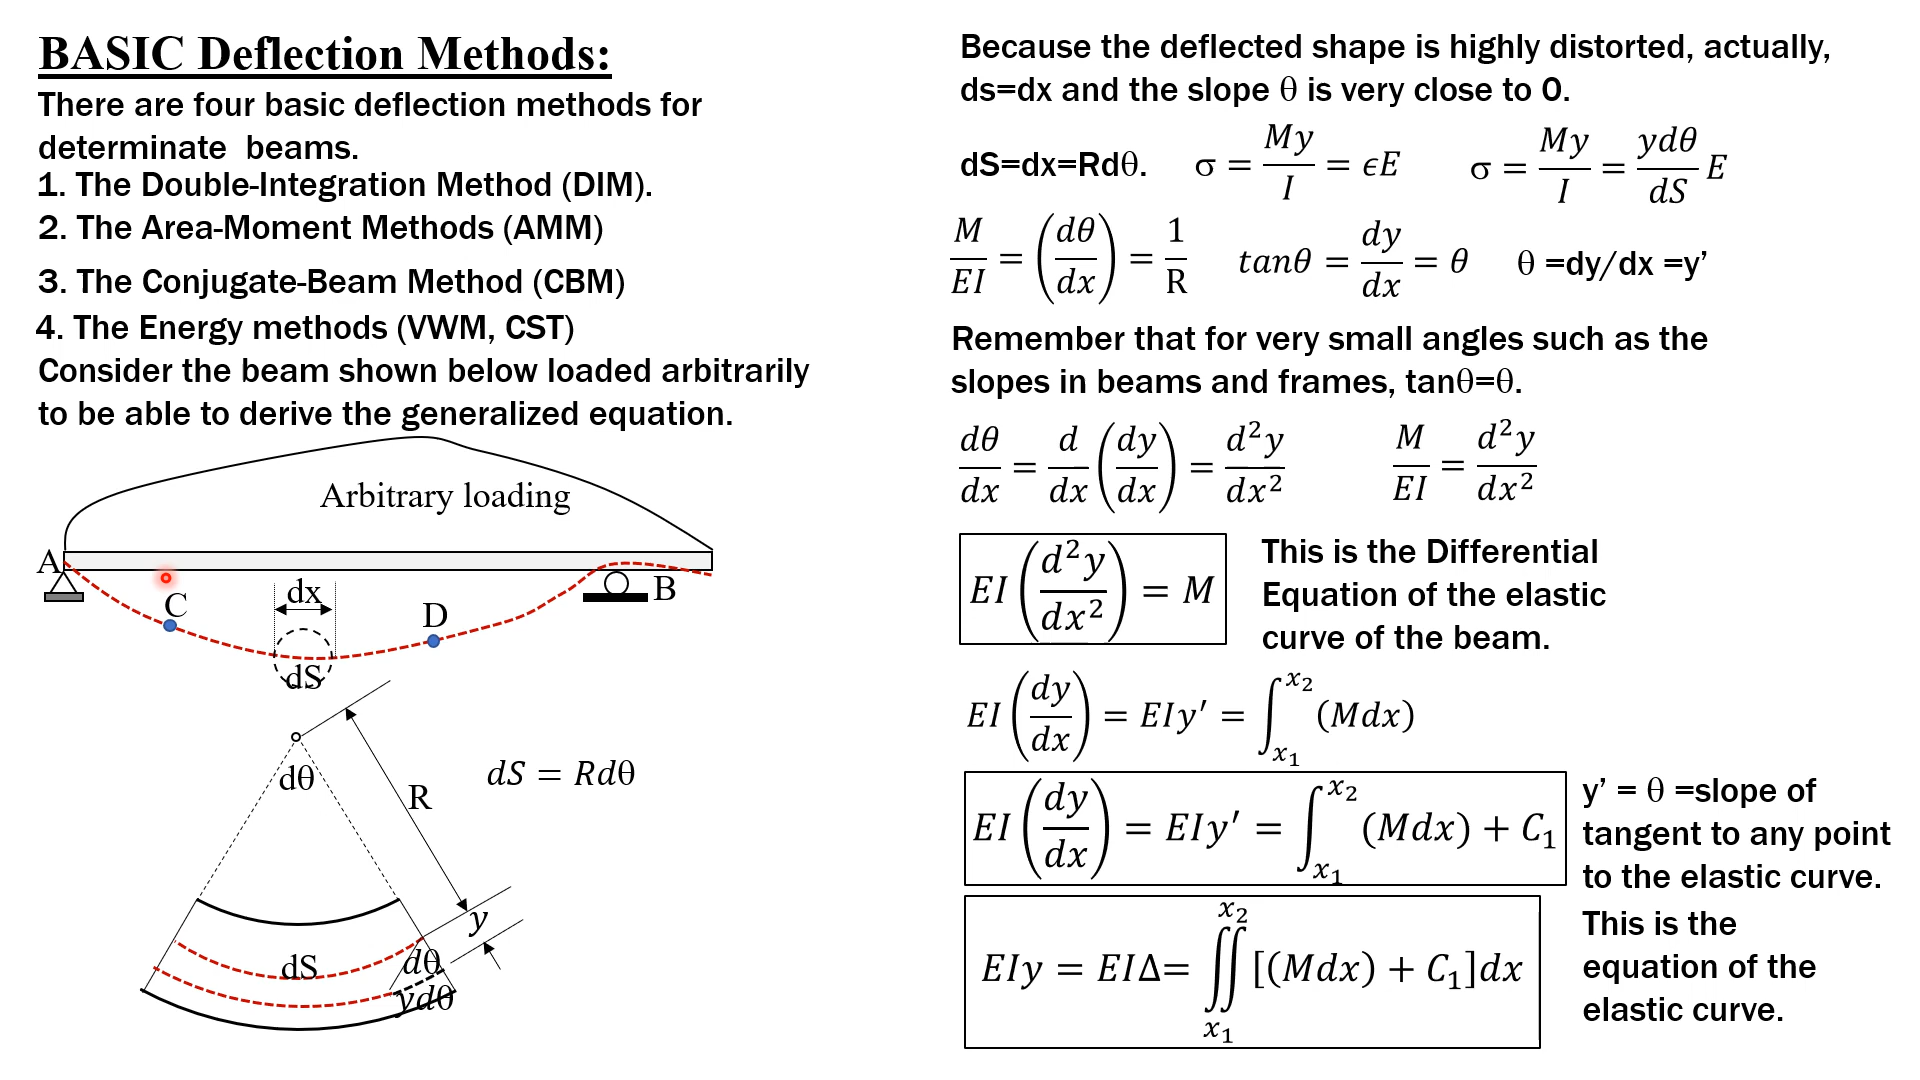 BASIC Deflection Methods:
There are four basic deflection methods for
determinate  beams.
1. The Double-Integration Method (DIM).
2. The Area-Moment Methods (AMM)
3. The Conjugate-Beam Method (CBM)
4. The Energy methods (VWM, CST)
Consider the beam shown below loaded arbitrarily
to be able to derive the generalized equation.
Arbitrary loading
A
B
C
dx
D
dS
dθ
R
dS = Rdθ
y
dS
dθ
ydθ
Because the deflected shape is highly distorted, actually,
ds=dx and the slope θ is very close to 0.
dS=dx=Rdθ. σ = My/I = ϵE σ = My/I = ydθ/dS E
M/EI = (dθ/dx) = 1/R tanθ = dy/dx = θ θ =dy/dx =y’
Remember that for very small angles such as the
slopes in beams and frames, tanθ=θ.
dθ/dx = d/dx (dy/dx) = d²y/dx² M/EI = d²y/dx²
EI (d²y/dx²) = M
This is the Differential
Equation of the elastic
curve of the beam.
EI (dy/dx) = EIy′ = ∫x₁x₂ (Mdx)
EI (dy/dx) = EIy′ = ∫x₁x₂ (Mdx) + C₁
y’ = θ =slope of
tangent to any point
to the elastic curve.
EIy = EIΔ= ∬x₁x₂ [(Mdx) + C₁]dx
This is the
equation of the
elastic curve.